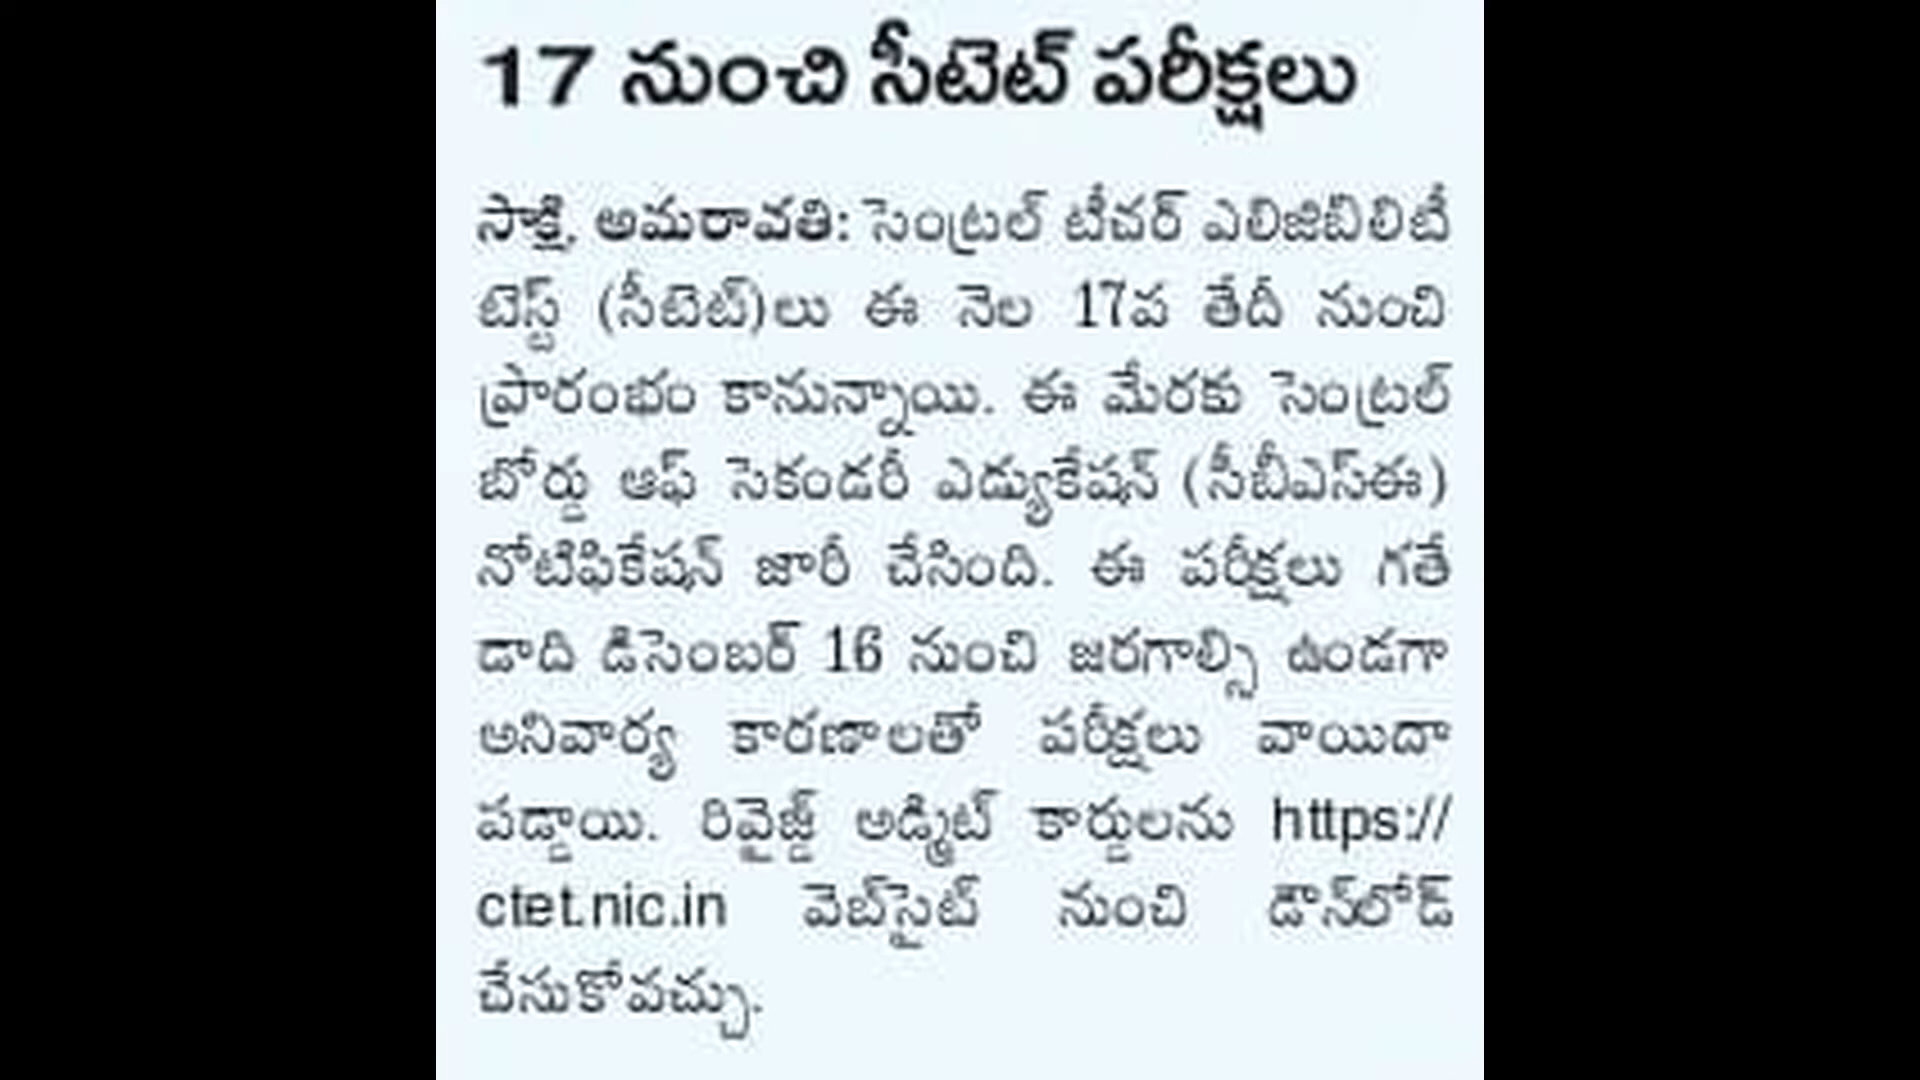 17 నుంచి సీటెట్ పరీక్షలు
సాక్షి, అమరావతి: సెంట్రల్ టీచర్ ఎలిజిబిలిటీ
టెస్ట్ (సీటెట్)లు ఈ నెల 17వ తేదీ నుంచి
ప్రారంభం కానున్నాయి. ఈ మేరకు సెంట్రల్
బోర్డు ఆఫ్ సెకండరీ ఎడ్యుకేషన్ (సీబీఎస్ఈ)
నోటిఫికేషన్ జారీ చేసింది. ఈ పరీక్షలు గతే
డాది డిసెంబర్ 16 నుంచి జరగాల్సి ఉండగా
అనివార్య కారణాలతో పరీక్షలు వాయిదా
పడ్డాయి. రివైజ్డ్ అడ్మిట్ కార్డులను https://
ctet.nic.in వెబ్‌సైట్ నుంచి డౌన్‌లోడ్
చేసుకోవచ్చు.